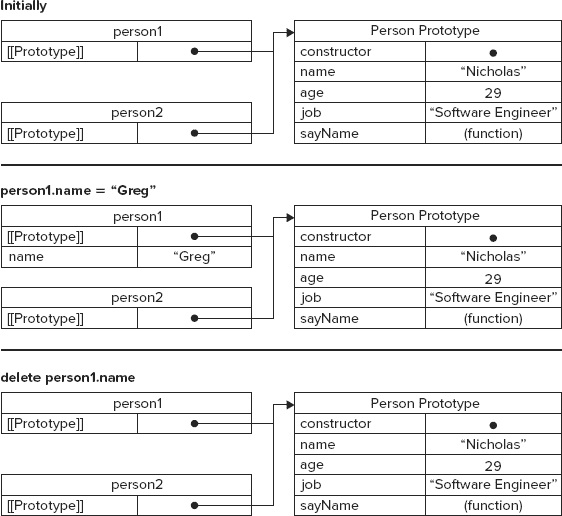 Initially
person1
[[Prototype]]
person2
[[Prototype]]
Person Prototype
constructor
name “Nicholas”
age 29
job “Software Engineer”
sayName (function)
person1.name = “Greg”
person1
[[Prototype]]
name “Greg”
person2
[[Prototype]]
Person Prototype
constructor
name “Nicholas”
age 29
job “Software Engineer”
sayName (function)
delete person1.name
person1
[[Prototype]]
person2
[[Prototype]]
Person Prototype
constructor
name “Nicholas”
age 29
job “Software Engineer”
sayName (function)